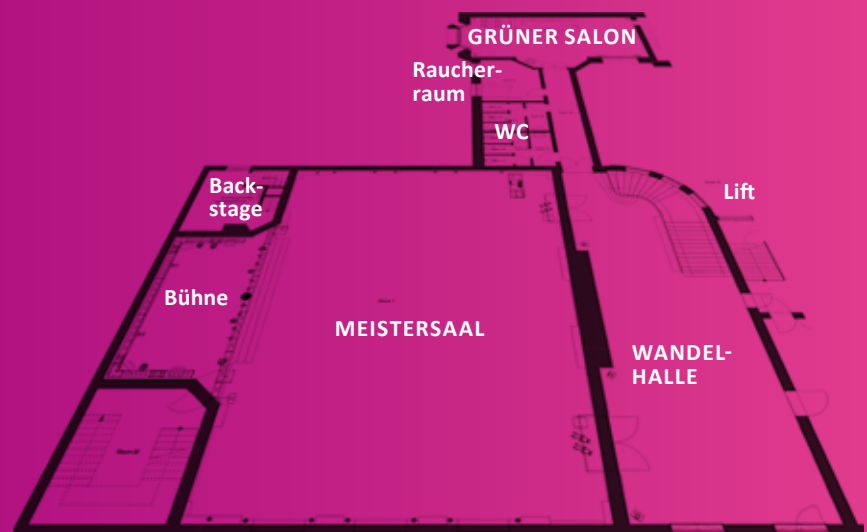 GRÜNER SALON
Raucher-
raum
WC
Back-
stage
Lift
Bühne
MEISTERSAAL
WANDEL-
HALLE